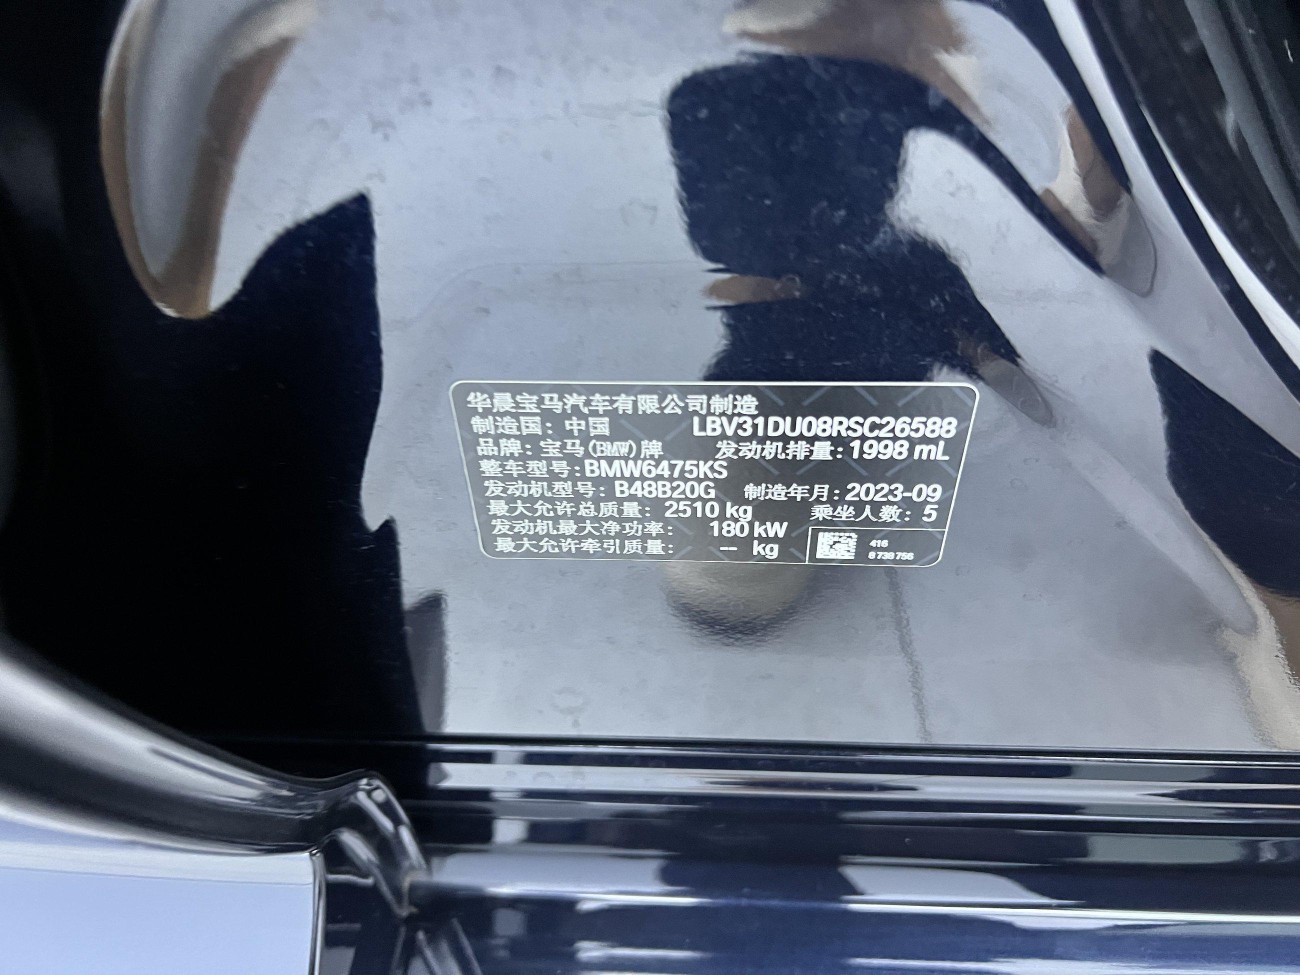 华晨宝马汽车有限公司制造
制造国：中国 LBV31DU08RSC26588
品牌：宝马(BMW)牌 发动机排量：1998 mL
整车型号：BMW6475KS
发动机型号：B48B20G 制造年月：2023-09
最大允许总质量：2510 kg 乘坐人数：5
发动机最大净功率：180 kW
最大允许牵引质量：-- kg
416
8 738 756